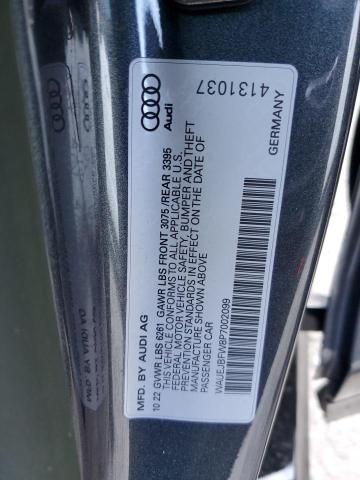 Audi
MFD. BY AUDI AG
10 22 GVWR LBS 6261 GAWR LBS FRONT 3075 /REAR 3395
THIS VEHICLE CONFORMS TO ALL APPLICABLE U.S.
FEDERAL MOTOR VEHICLE SAFETY, BUMPER AND THEFT
PREVENTION STANDARDS IN EFFECT ON THE DATE OF
MANUFACTURE SHOWN ABOVE
PASSENGER CAR
WAUEJBFW8P7002099
GERMANY
4131037